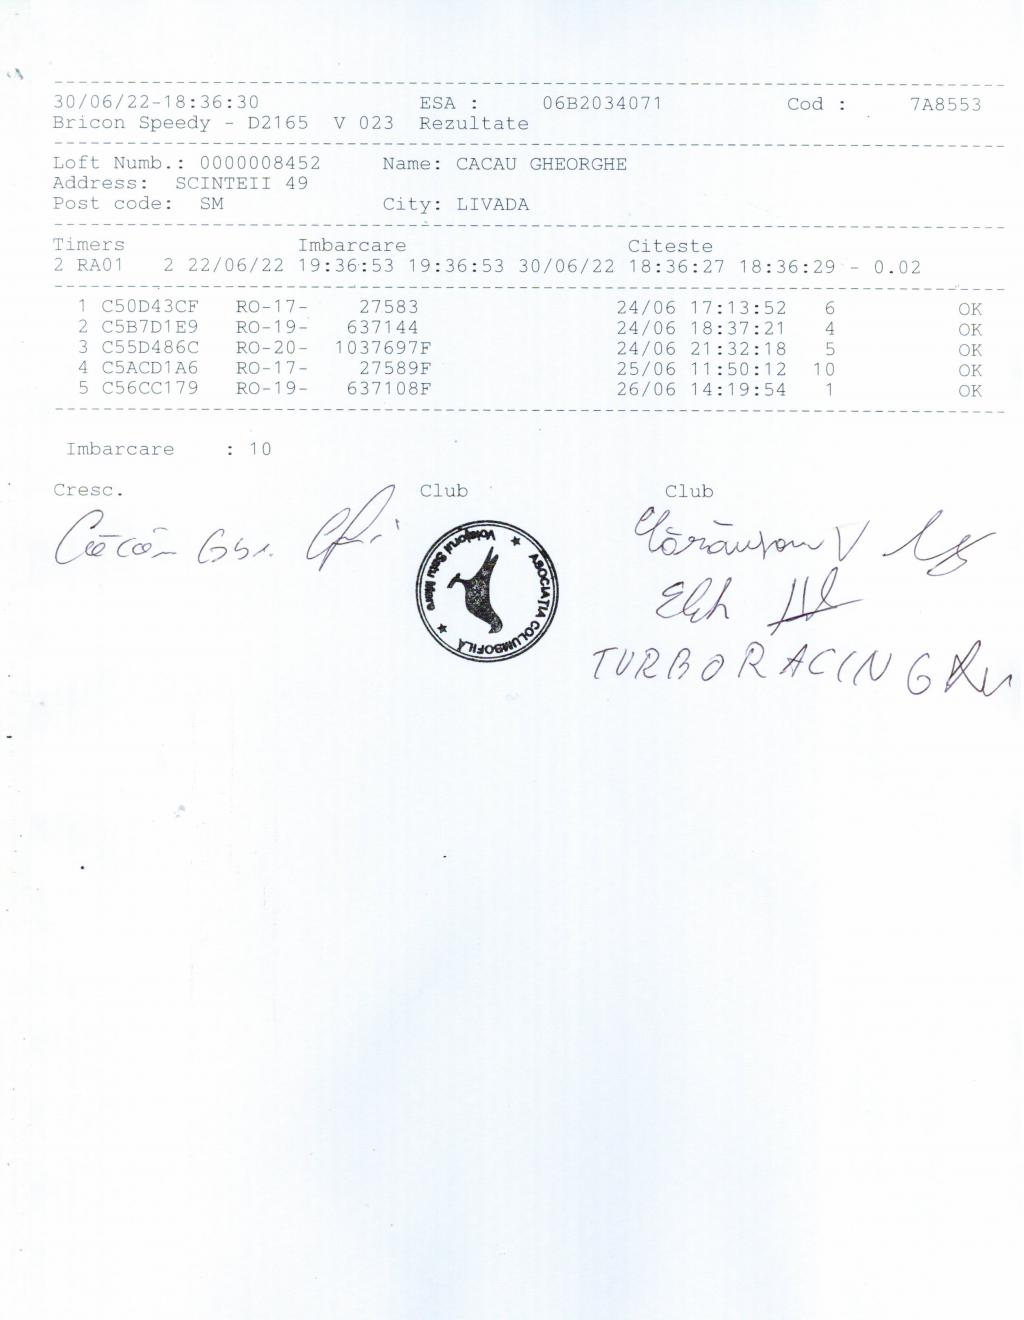 30/06/22-18:36:30 ESA : 06B2034071 Cod : 7A8553
Bricon Speedy - D2165 V 023 Rezultate
Loft Numb.: 0000008452 Name: CACAU GHEORGHE
Address: SCINTEII 49
Post code: SM City: LIVADA
Timers Imbarcare Citeste
2 RA01 2 22/06/22 19:36:53 19:36:53 30/06/22 18:36:27 18:36:29 - 0.02
1 C50D43CF RO-17- 27583 24/06 17:13:52 6 OK
2 C5B7D1E9 RO-19- 637144 24/06 18:37:21 4 OK
3 C55D486C RO-20- 1037697F 24/06 21:32:18 5 OK
4 C5ACD1A6 RO-17- 27589F 25/06 11:50:12 10 OK
5 C56CC179 RO-19- 637108F 26/06 14:19:54 1 OK
Imbarcare : 10
Cresc. Club Club
ASOCIAȚIA COLUMBOFILĂ
Voiajorul Satu Mare
TURBORACING